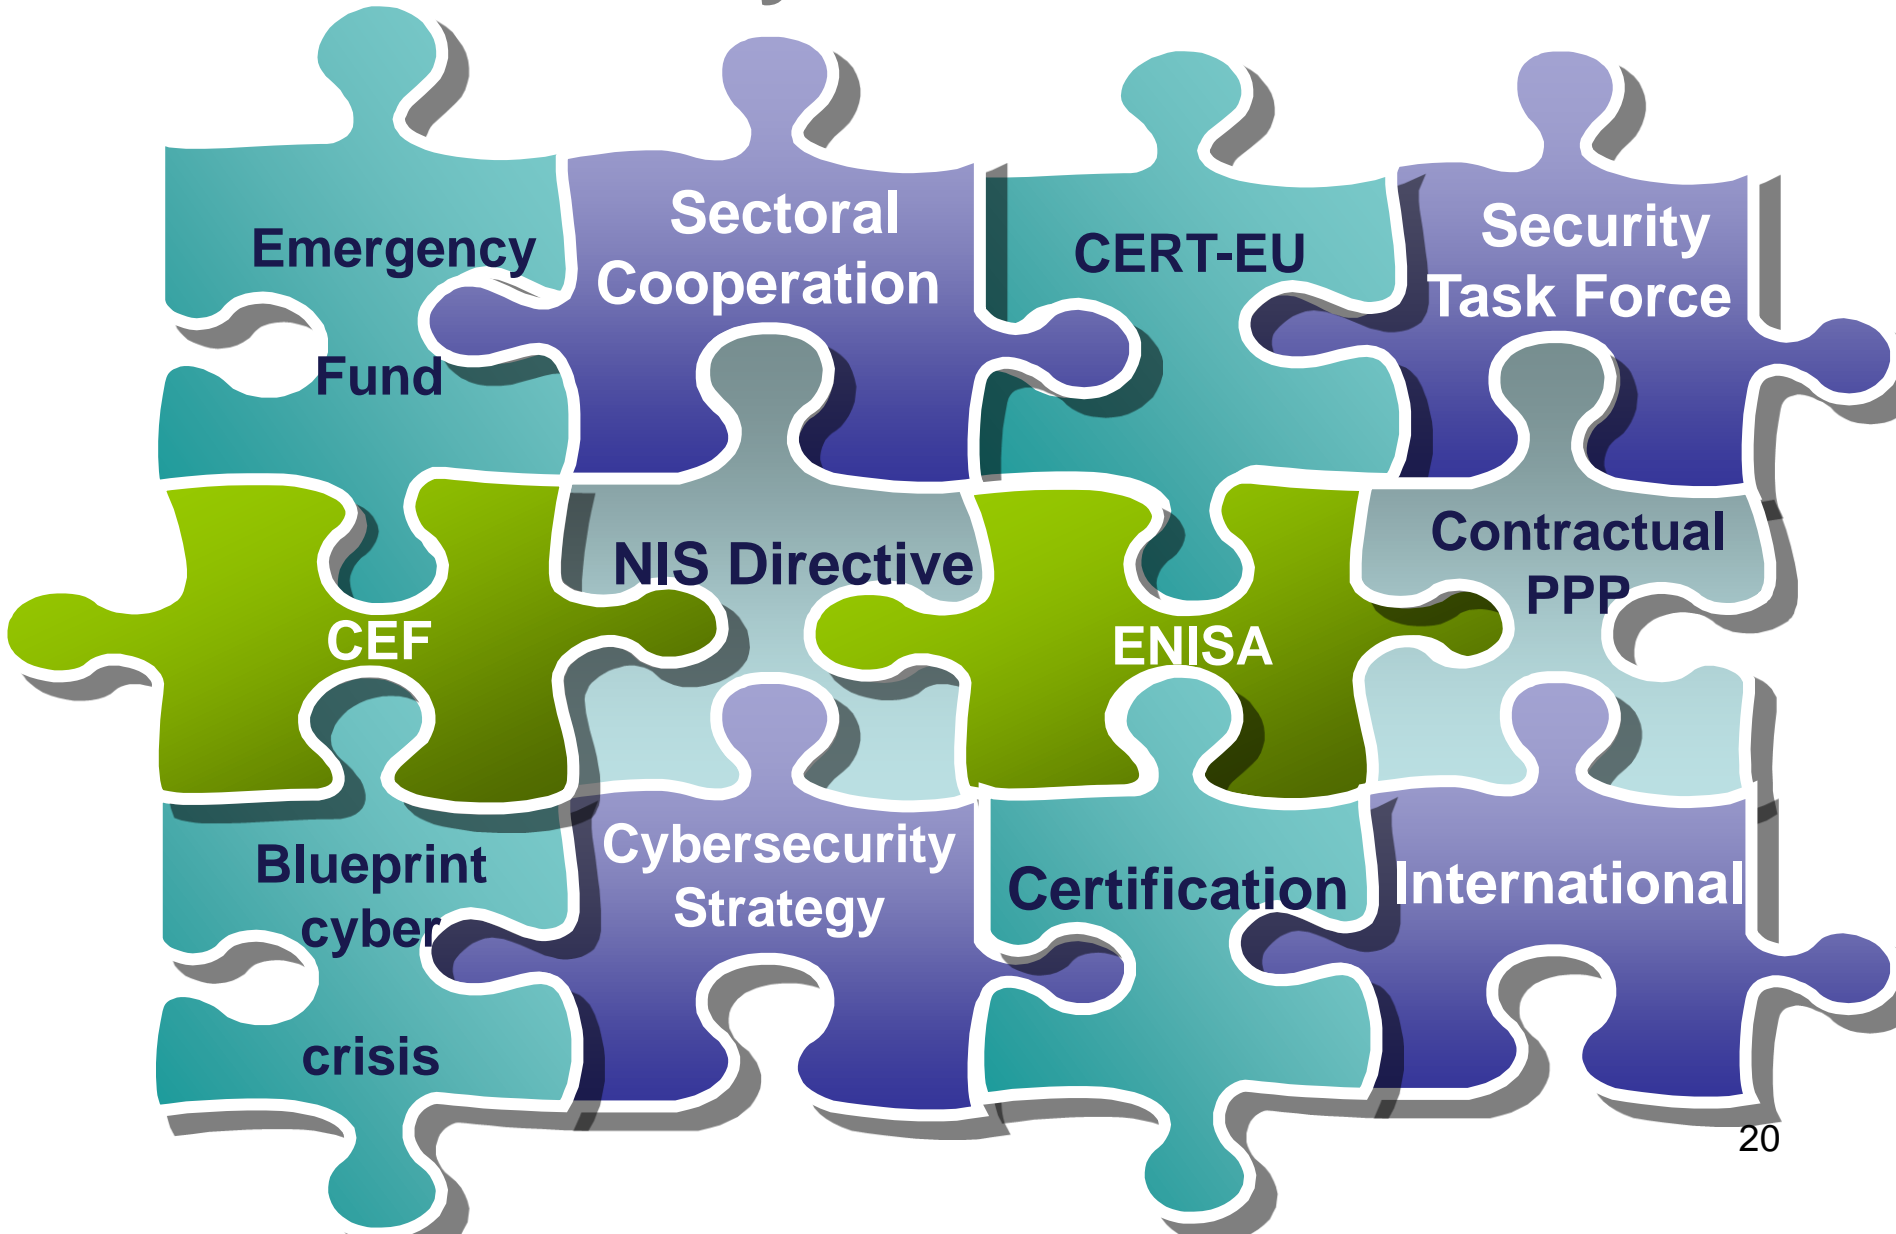 Emergency
Fund
Sectoral
Cooperation
CERT-EU
Security
Task Force
CEF
NIS Directive
ENISA
Contractual
PPP
Blueprint
cyber
crisis
Cybersecurity
Strategy
Certification
International
20